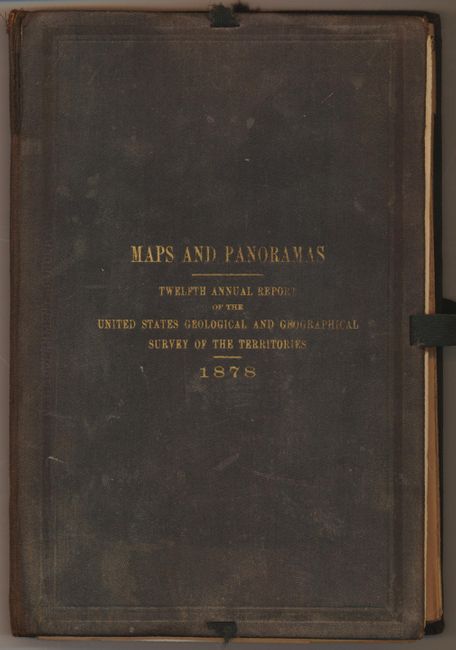 MAPS AND PANORAMAS
TWELFTH ANNUAL REPORT
OF THE
UNITED STATES GEOLOGICAL AND GEOGRAPHICAL
SURVEY OF THE TERRITORIES
1878